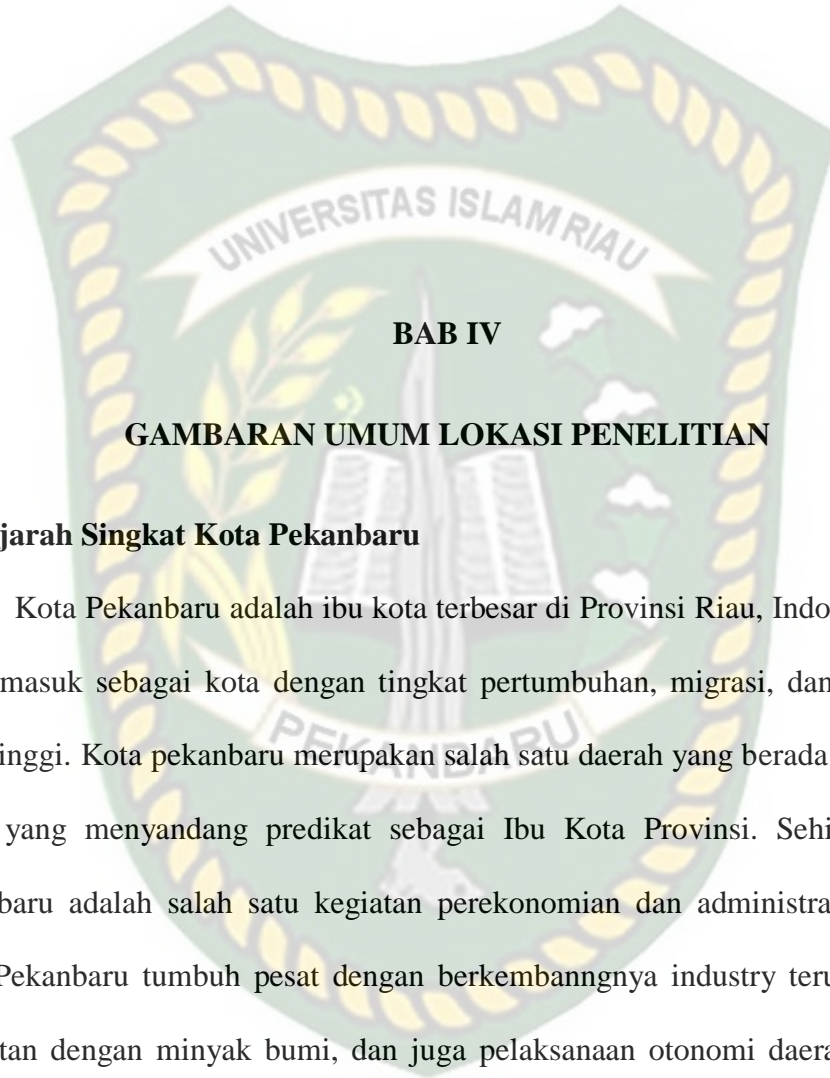 UNIVERSITAS ISLAM RIAU
BAB IV
GAMBARAN UMUM LOKASI PENELITIAN
jarah Singkat Kota Pekanbaru
Kota Pekanbaru adalah ibu kota terbesar di Provinsi Riau, Indo
masuk sebagai kota dengan tingkat pertumbuhan, migrasi, dan
inggi. Kota pekanbaru merupakan salah satu daerah yang berada
PEKANBARU
yang menyandang predikat sebagai Ibu Kota Provinsi. Sehi
baru adalah salah satu kegiatan perekonomian dan administra
Pekanbaru tumbuh pesat dengan berkembanngnya industry teru
tan dengan minyak bumi, dan juga pelaksanaan otonomi daera